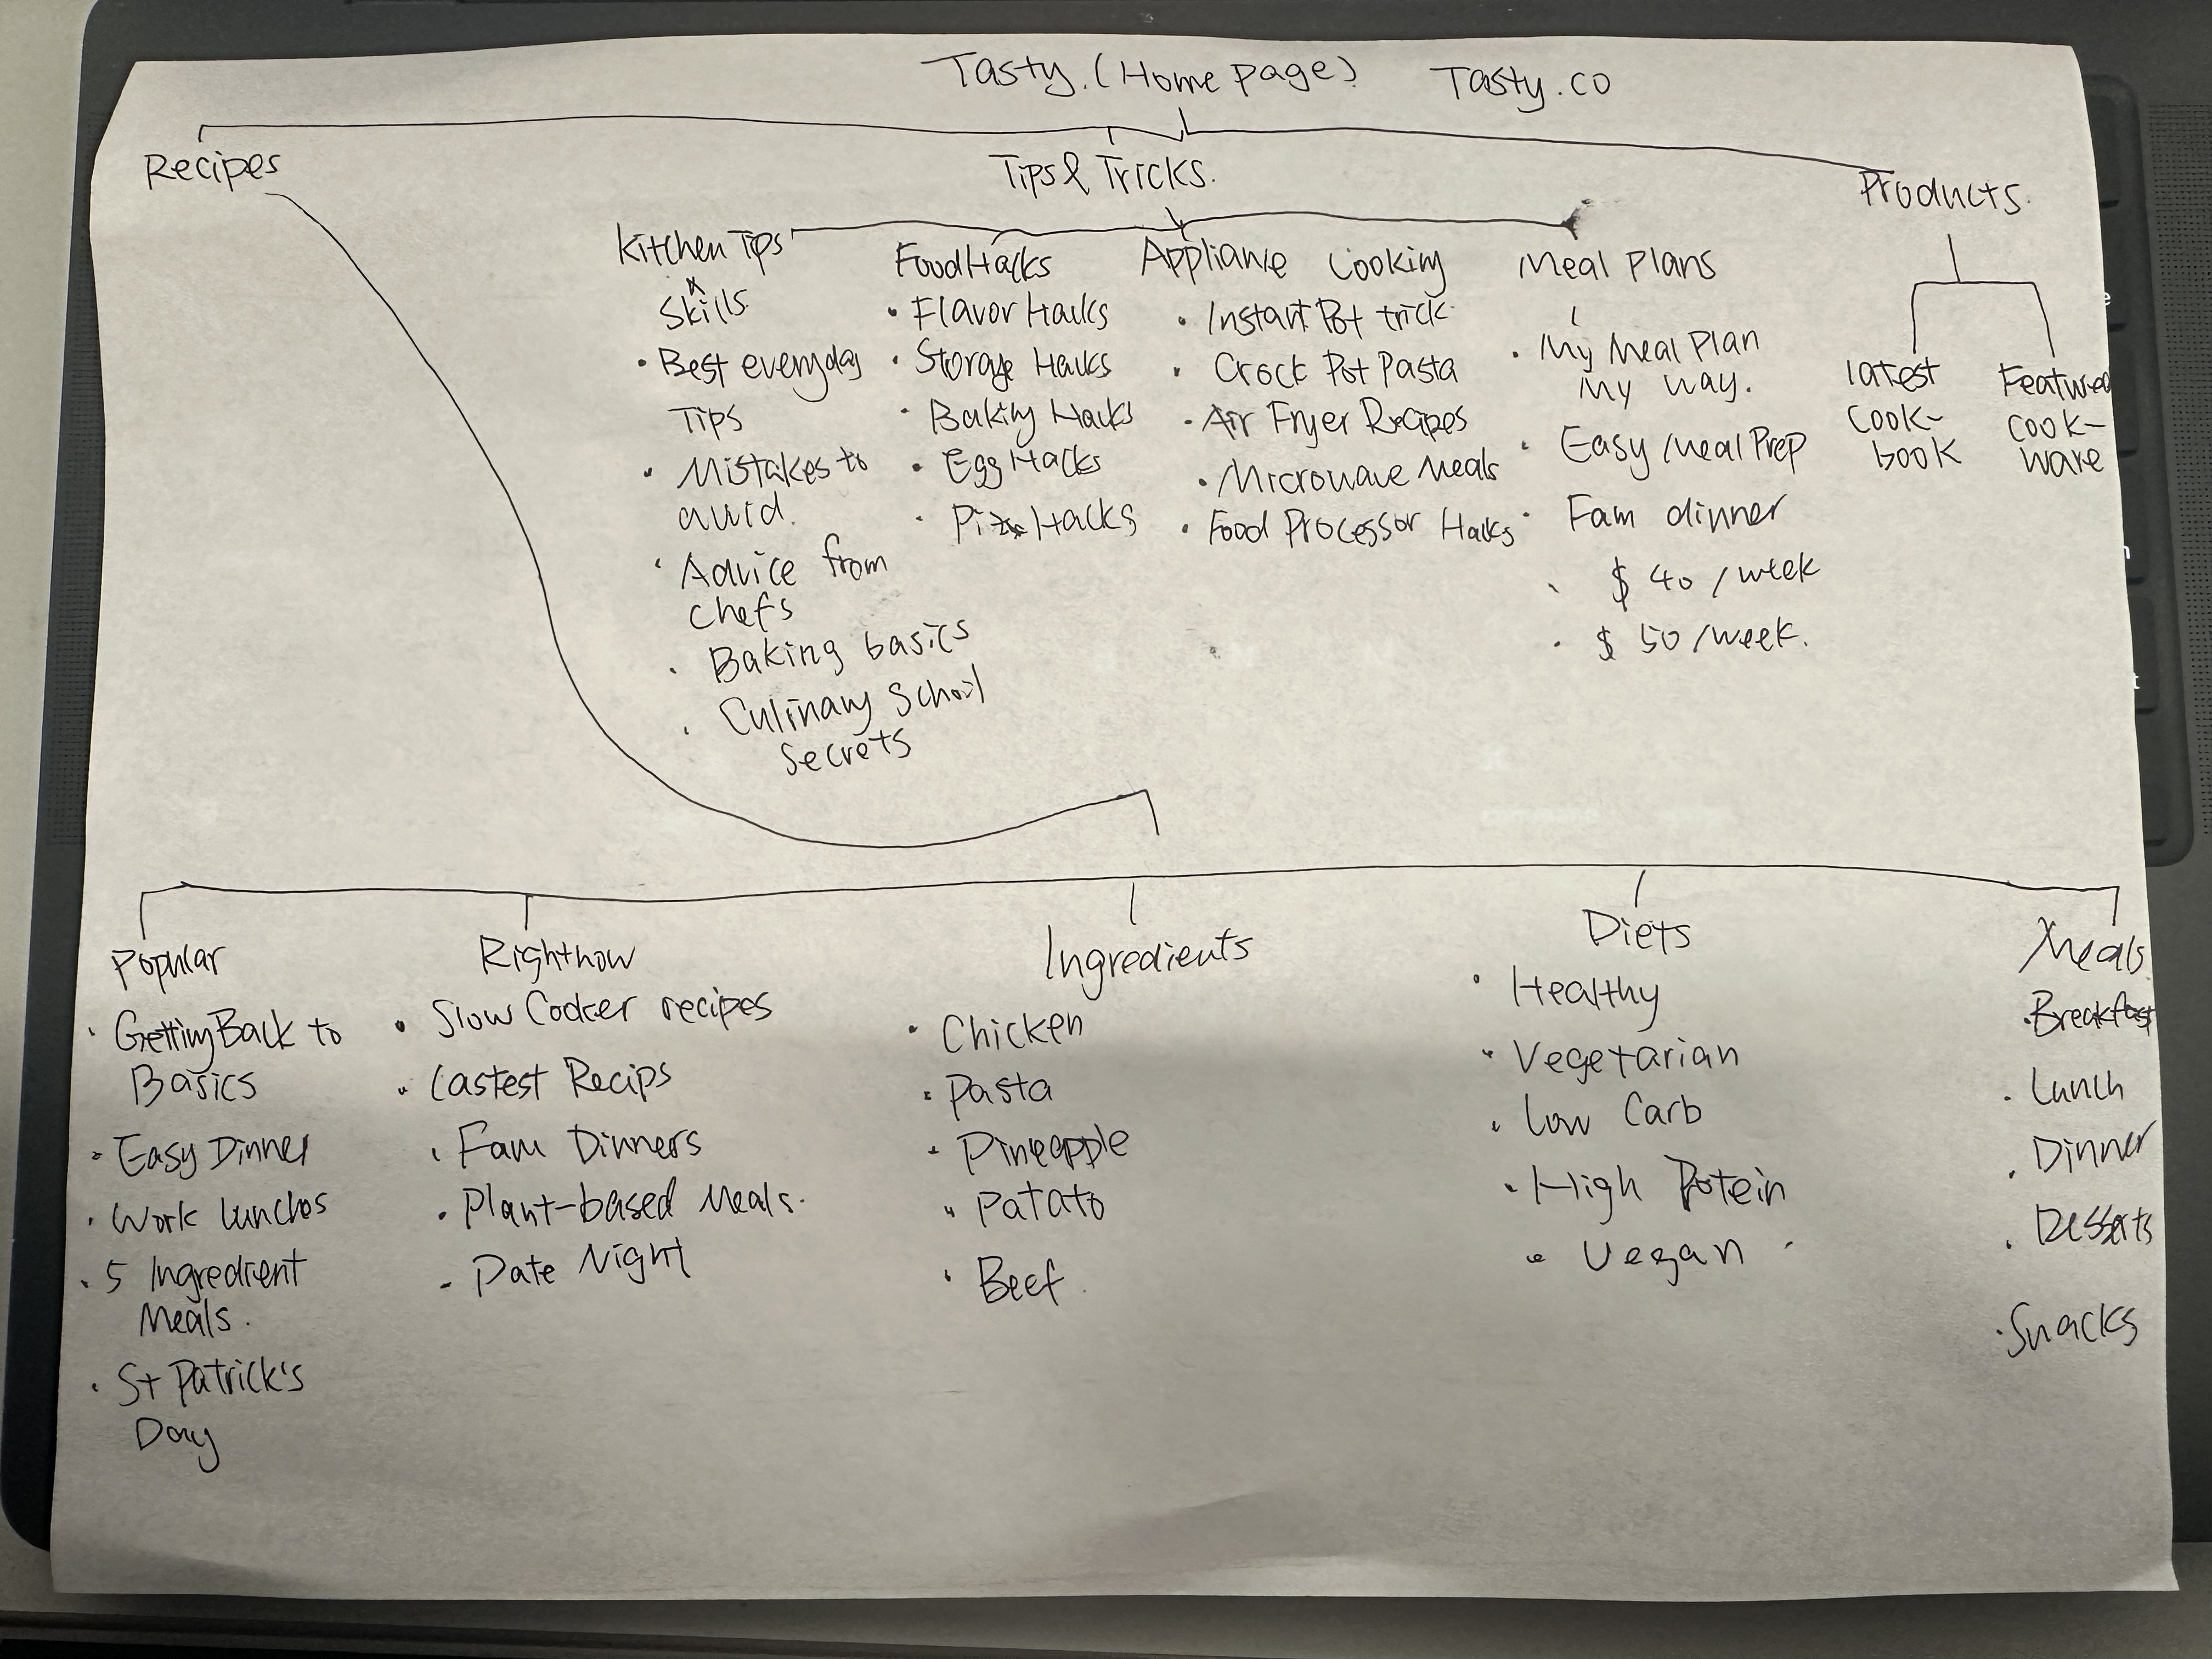 Tasty. (Home page) Tasty.co
Recipes
Tips & Tricks.
Products.
Kitchen Tips
& Skills
• Best everyday
Tips
• Mistakes to
avoid.
• Advice from
chefs
• Baking basics
• Culinary School
secrets
Food Hacks
• Flavor Hacks
• Storage Hacks
• Baking Hacks
• Egg Hacks
• Pizza Hacks
Appliance Cooking
• Instant Pot trick.
• Crock Pot Pasta
• Air Fryer Recipes
• Microwave Meals
• Food Processor Hacks
Meal Plans
• My Meal Plan
My way.
• Easy Meal Prep
• Fam dinner
• $40/week
• $50/week.
latest
Cook-
book
Featured
Cook-
ware
Popular
• Getting Back to
Basics
• Easy Dinner
• Work lunches
• 5 Ingredient
Meals.
• St Patrick's
Day
Right now
• Slow Cooker recipes
• Lastest Recips
• Fam Dinners
• Plant-based meals.
• Date Night
Ingredients
• Chicken
• Pasta
• Pineapple
• Patato
• Beef
Diets
• Healthy
• Vegetarian
• Low Carb
• High Protein
• Vegan.
Meals
• Breakfast
• Lunch
• Dinner
• Desserts
• Snacks